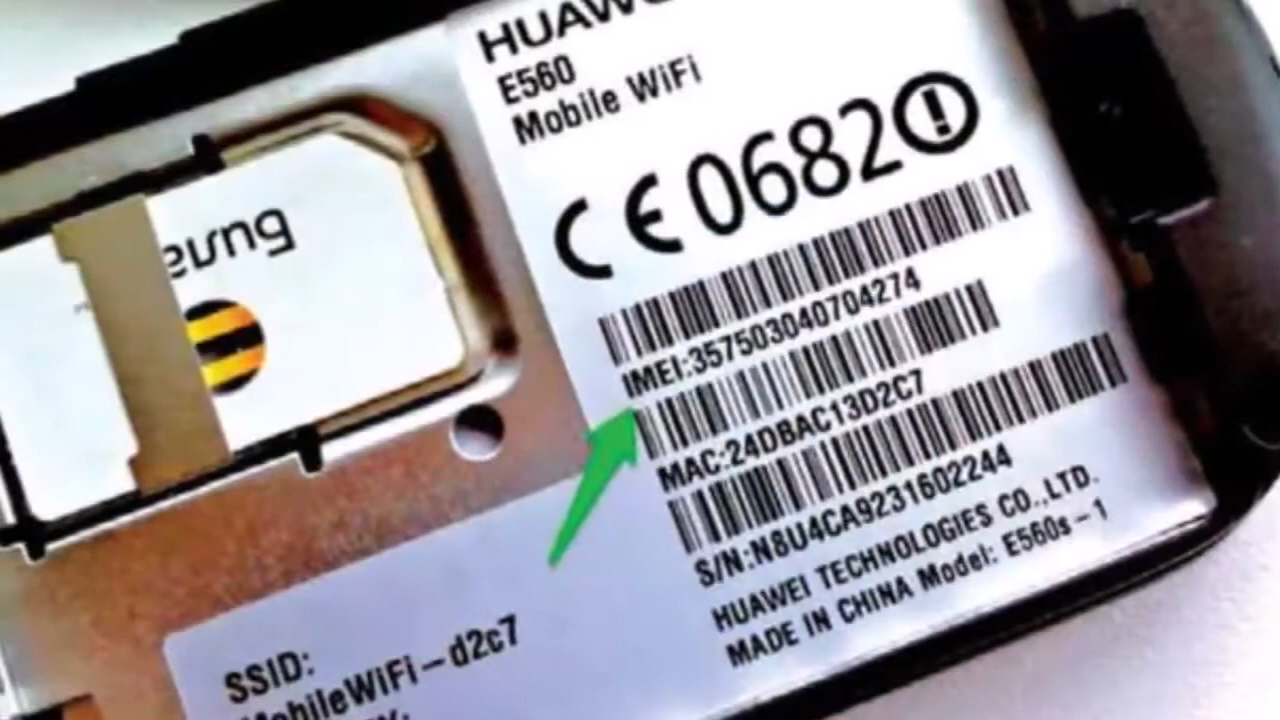 HUAWEI
E560
Mobile WiFi
CE0682
IMEI:357503040704274
MAC:24DBAC13D2C7
S/N:N8U4CA9231602244
HUAWEI TECHNOLOGIES CO.,LTD.
MADE IN CHINA Model: E560s-1
SSID:
MobileWiFi-d2c7